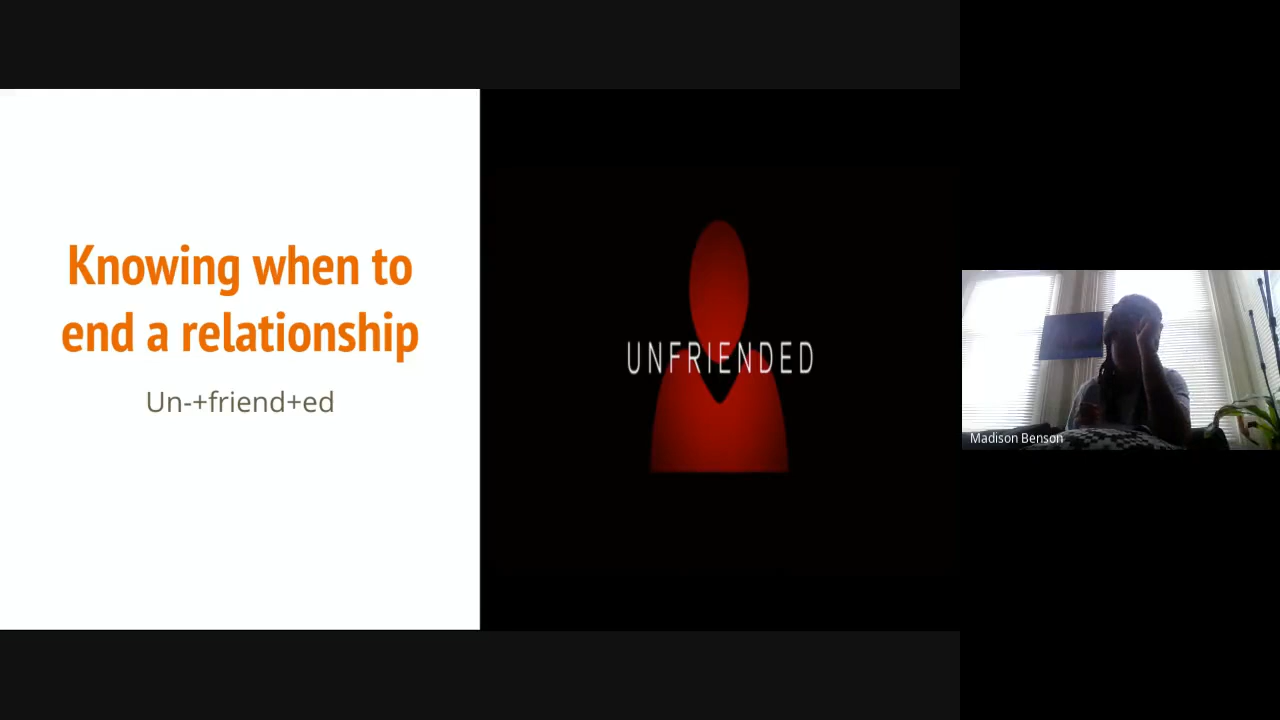 Knowing when to
end a relationship
Un-+friend+ed
UNFRIENDED
Madison Benson